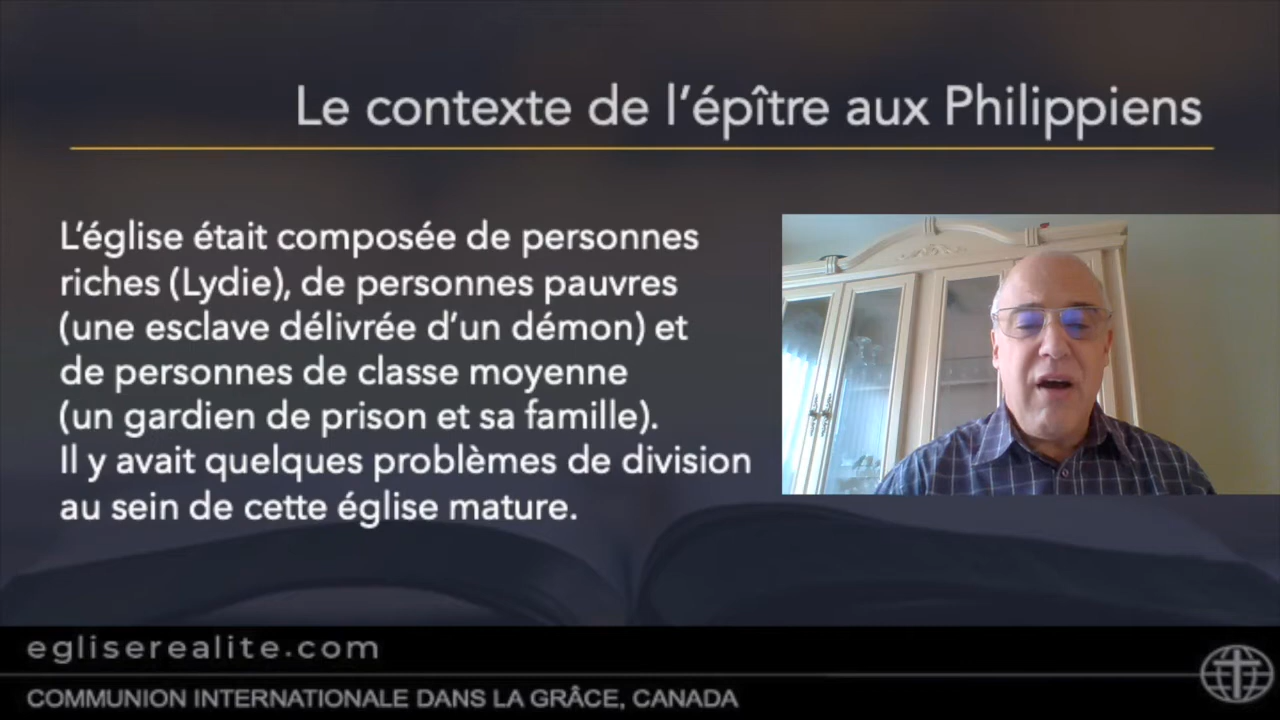 Le contexte de l'épître aux Philippiens
L'église était composée de personnes
riches (Lydie), de personnes pauvres
(une esclave délivrée d'un démon) et
de personnes de classe moyenne
(un gardien de prison et sa famille).
Il y avait quelques problèmes de division
au sein de cette église mature.
egliserealite.com
COMMUNION INTERNATIONALE DANS LA GRÂCE, CANADA